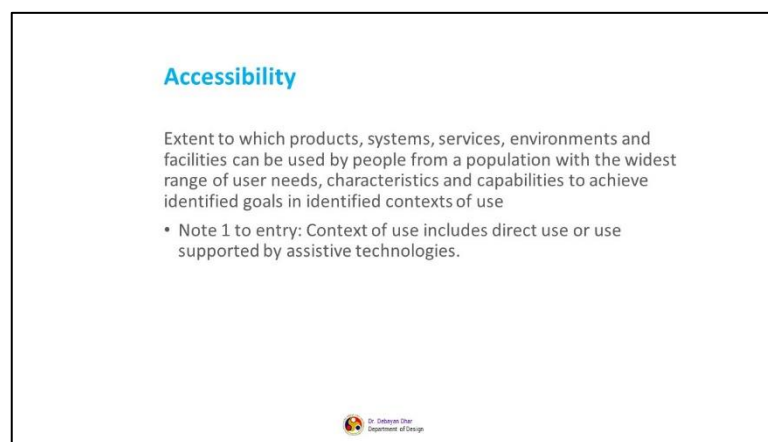 Accessibility
Extent to which products, systems, services, environments and
facilities can be used by people from a population with the widest
range of user needs, characteristics and capabilities to achieve
identified goals in identified contexts of use
• Note 1 to entry: Context of use includes direct use or use
supported by assistive technologies.
Dr. Debayan Dhar
Department of Design